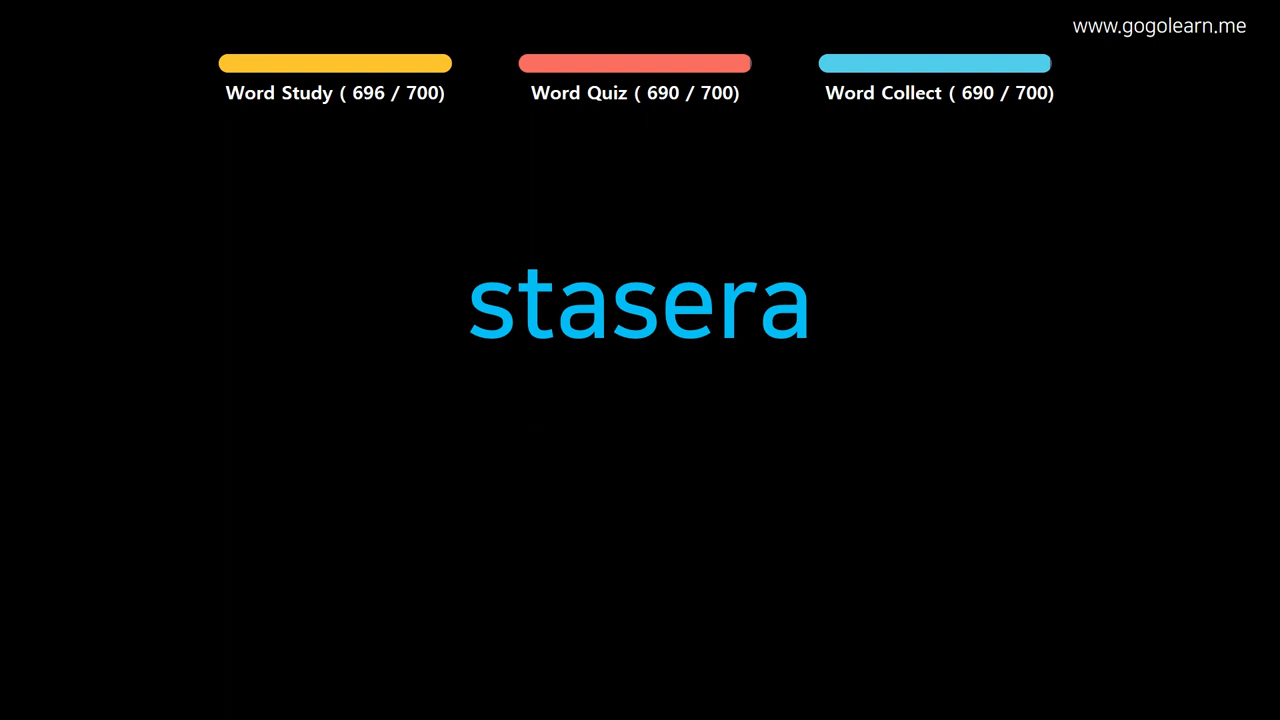 www.gogolearn.me
Word Study ( 696 / 700)
Word Quiz ( 690 / 700)
Word Collect ( 690 / 700)
stasera